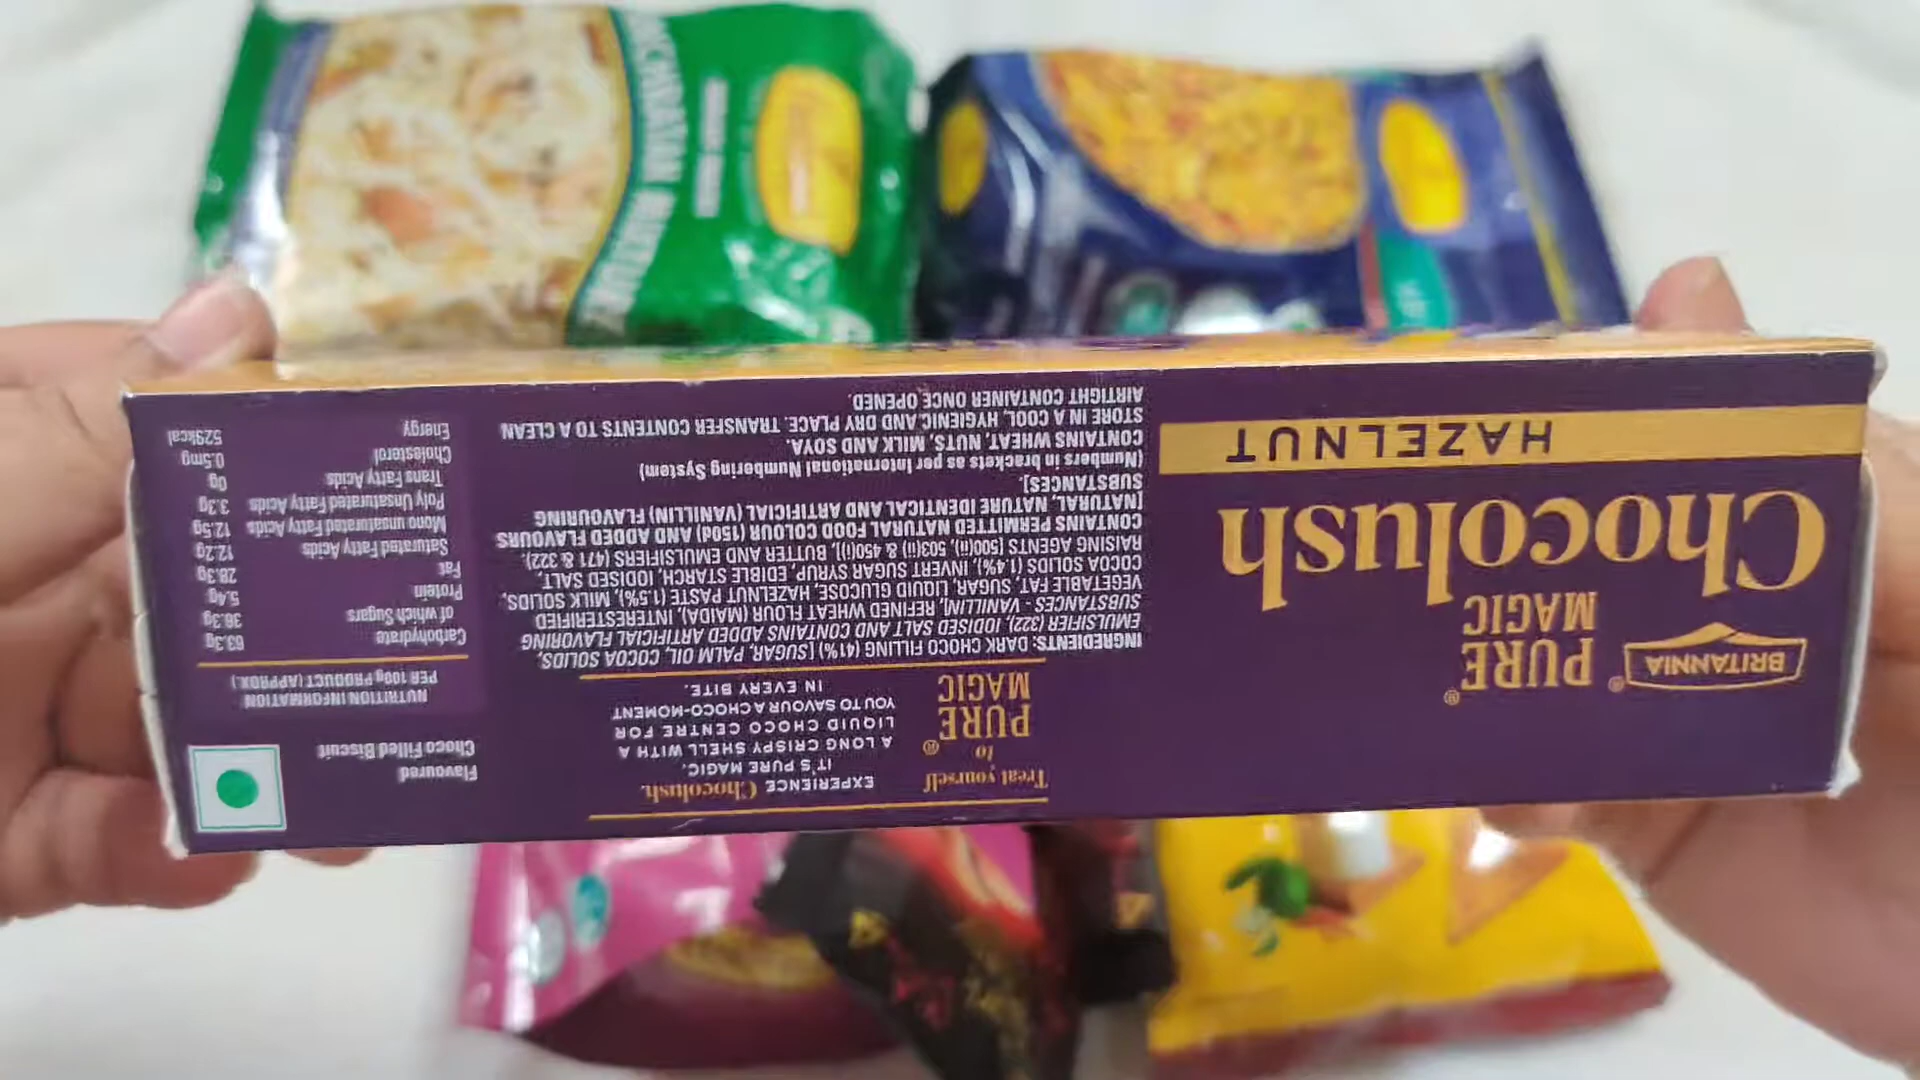 BRITANNIA
PURE
MAGIC
Chocolush
HAZELNUT
Treat yourself
to
PURE®
MAGIC
EXPERIENCE Chocolush.
IT'S PURE MAGIC.
A LONG CRISPY SHELL WITH A
LIQUID CHOCO CENTRE FOR
YOU TO SAVOUR A CHOCO-MOMENT
IN EVERY BITE.
INGREDIENTS: DARK CHOCO FILLING (41%) [SUGAR, PALM OIL, COCOA SOLIDS,
EMULSIFIER (322), IODISED SALT AND CONTAINS ADDED ARTIFICIAL FLAVORING
SUBSTANCES - VANILLIN], REFINED WHEAT FLOUR (MAIDA), INTERESTERIFIED
VEGETABLE FAT, SUGAR, LIQUID GLUCOSE, HAZELNUT PASTE (1.5%), MILK SOLIDS,
COCOA SOLIDS (1.4%), INVERT SUGAR SYRUP, EDIBLE STARCH, IODISED SALT,
RAISING AGENTS [500(ii), 503(ii) & 450(i)], BUTTER AND EMULSIFIERS (471 & 322).
CONTAINS PERMITTED NATURAL FOOD COLOUR (150d) AND ADDED FLAVOURS
[NATURAL, NATURE IDENTICAL AND ARTIFICIAL (VANILLIN) FLAVOURING
SUBSTANCES].
(Numbers in brackets as per International Numbering System)
CONTAINS WHEAT, NUTS, MILK AND SOYA.
STORE IN A COOL, HYGIENIC AND DRY PLACE. TRANSFER CONTENTS TO A CLEAN
AIRTIGHT CONTAINER ONCE OPENED.
Flavoured
Choco Filled Biscuit
NUTRITION INFORMATION
PER 100g PRODUCT (APPROX.)
Carbohydrate 63.3g
of which Sugars 36.3g
Protein 5.4g
Fat 28.3g
Saturated Fatty Acids 12.2g
Mono unsaturated Fatty Acids 12.5g
Poly Unsaturated Fatty Acids 3.3g
Trans Fatty Acids 0g
Cholesterol 0.5mg
Energy 529kcal